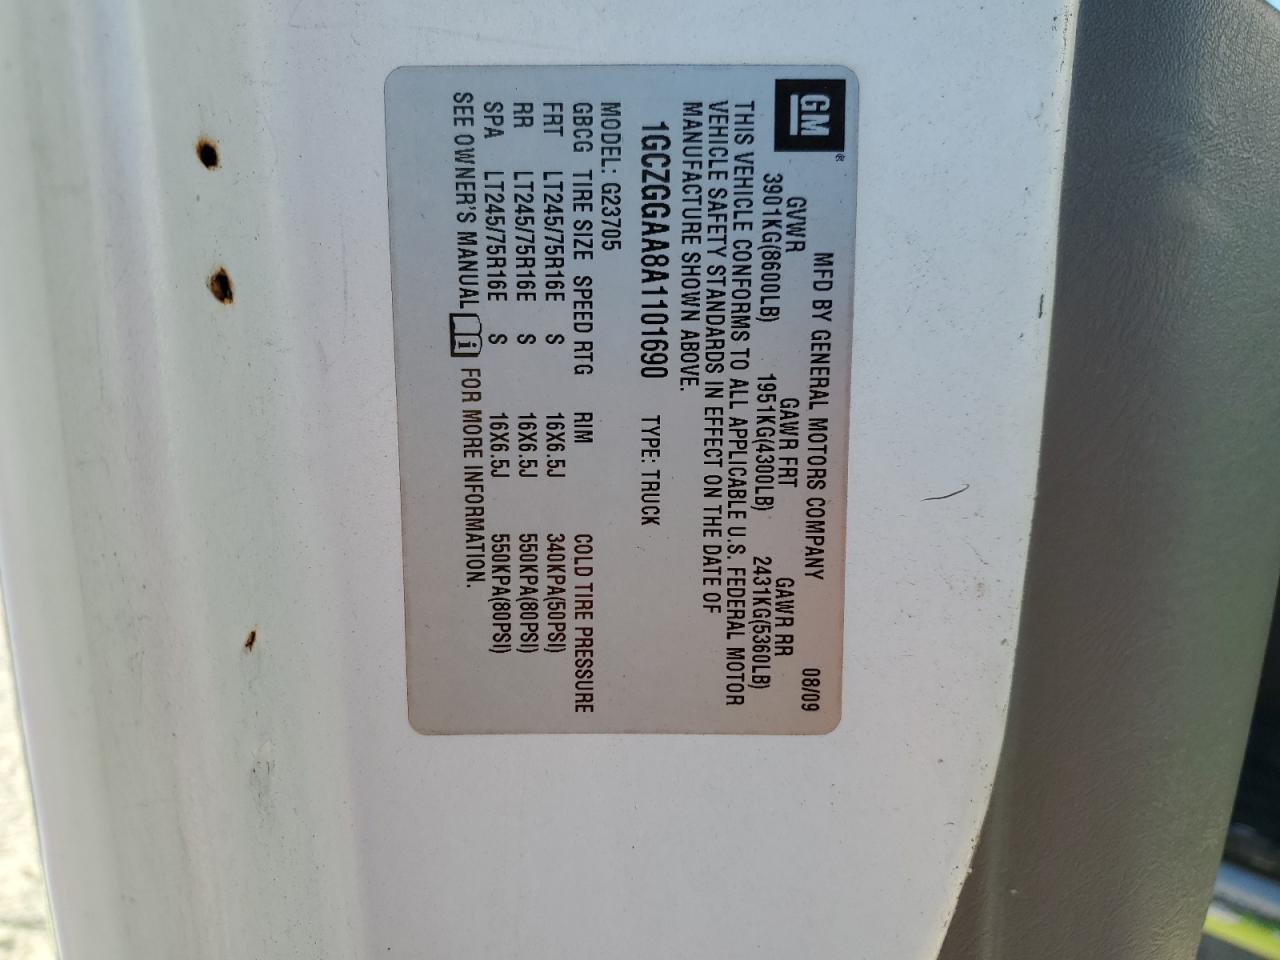 GM ®
MFD BY GENERAL MOTORS COMPANY 08/09
GVWR GAWR FRT GAWR RR
3901KG(8600LB) 1951KG(4300LB) 2431KG(5360LB)
THIS VEHICLE CONFORMS TO ALL APPLICABLE U.S. FEDERAL MOTOR
VEHICLE SAFETY STANDARDS IN EFFECT ON THE DATE OF
MANUFACTURE SHOWN ABOVE.
1GCZGGAA8A1101690 TYPE: TRUCK
MODEL: G23705
GBCG TIRE SIZE SPEED RTG RIM COLD TIRE PRESSURE
FRT LT245/75R16E S 16X6.5J 340KPA(50PSI)
RR LT245/75R16E S 16X6.5J 550KPA(80PSI)
SPA LT245/75R16E S 16X6.5J 550KPA(80PSI)
SEE OWNER'S MANUAL i FOR MORE INFORMATION.